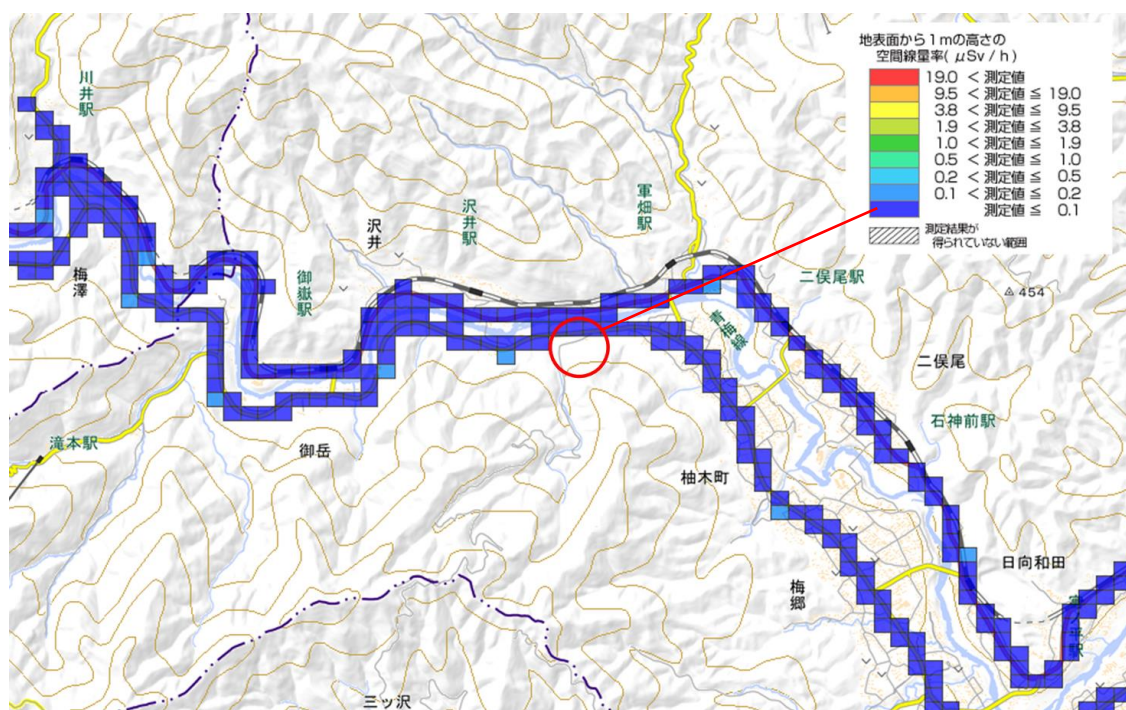 地表面から1mの高さの
空間線量率(μSv/h)
19.0 < 測定値
9.5 < 測定値 ≦ 19.0
3.8 < 測定値 ≦ 9.5
1.9 < 測定値 ≦ 3.8
1.0 < 測定値 ≦ 1.9
0.5 < 測定値 ≦ 1.0
0.2 < 測定値 ≦ 0.5
0.1 < 測定値 ≦ 0.2
測定値 ≦ 0.1
測定結果が
得られていない範囲
川井駅
梅澤
御嶽駅
沢井
沢井駅
軍畑駅
二俣尾駅
454
青梅線
二俣尾
石神前駅
滝本駅
御岳
柚木町
日向和田
梅郷
三ッ沢